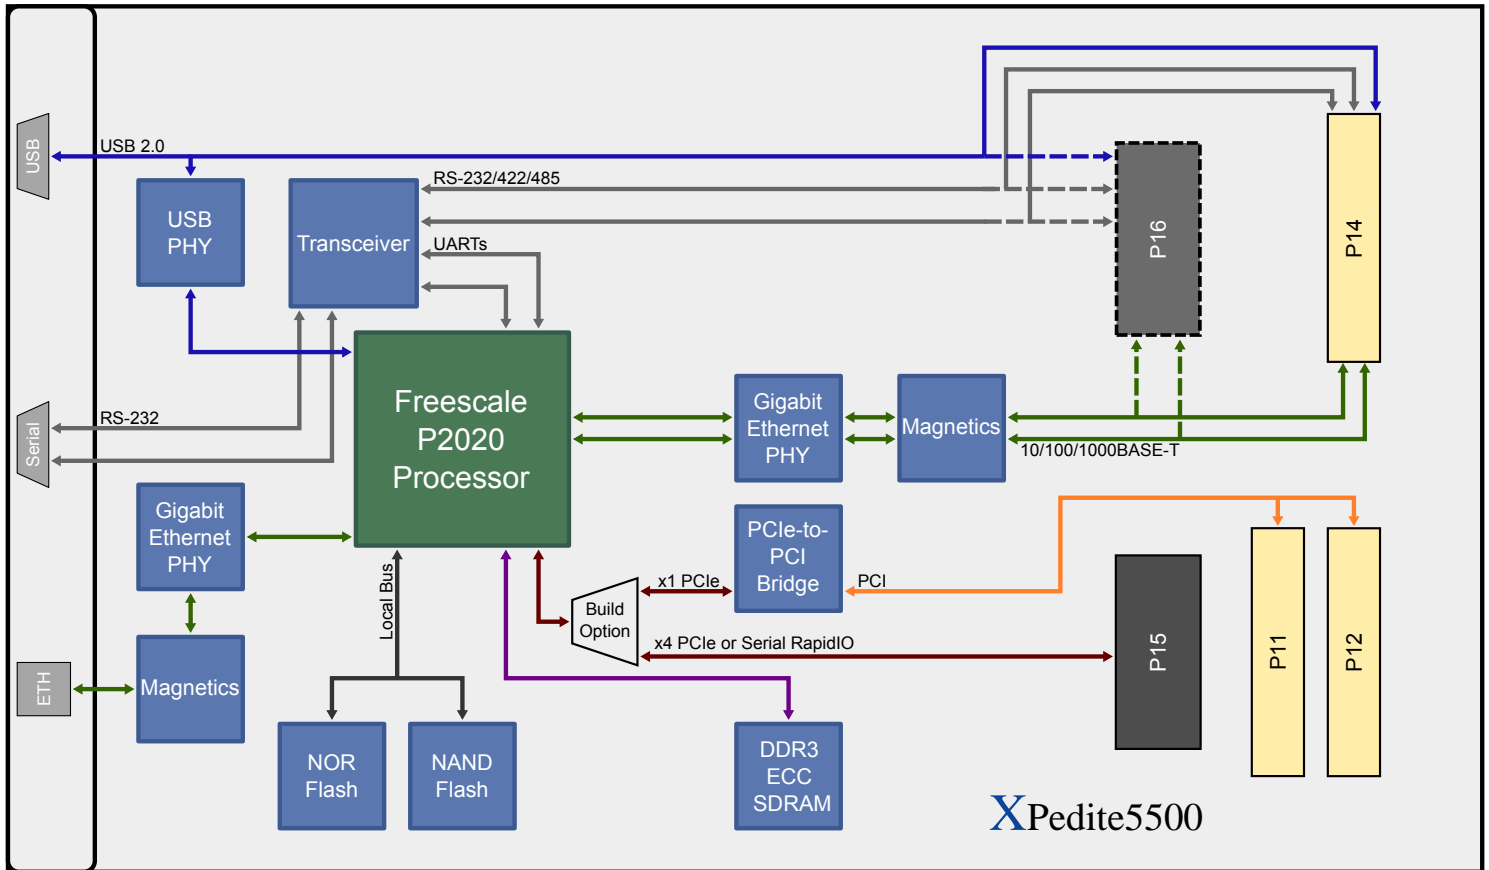 USB
USB 2.0
RS-232/422/485
USB
PHY
Transceiver
UARTs
P16
P14
Freescale
P2020
Processor
Gigabit
Ethernet
PHY
Magnetics
Serial
RS-232
10/100/1000BASE-T
Gigabit
Ethernet
PHY
PCIe-to-
PCI
Bridge
Local Bus
x1 PCIe
PCI
Build
Option
x4 PCIe or Serial RapidIO
P15
P11
P12
ETH
Magnetics
NOR
Flash
NAND
Flash
DDR3
ECC
SDRAM
XPedite5500